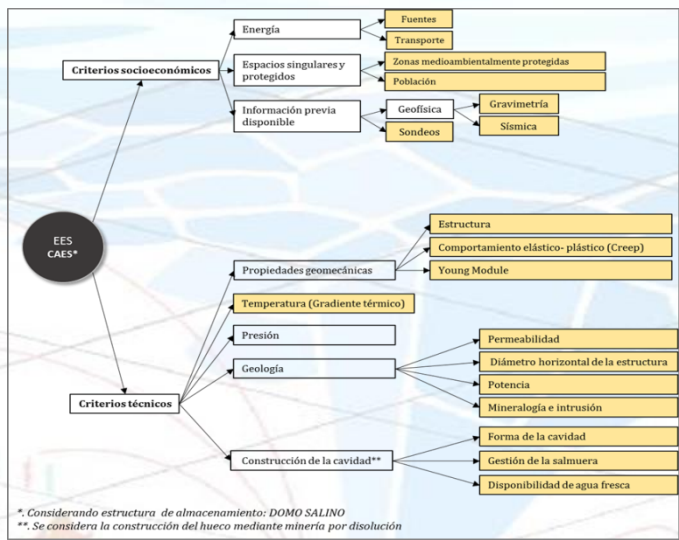 Fuentes
Energía
Transporte
Criterios socioeconómicos
Espacios singulares y
protegidos
Zonas medioambientalmente protegidas
Población
Información previa
disponible
Geofísica
Gravimetría
Sísmica
Sondeos
EES
CAES*
Estructura
Propiedades geomecánicas
Comportamiento elástico- plástico (Creep)
Young Module
Temperatura (Gradiente térmico)
Presión
Permeabilidad
Geología
Diámetro horizontal de la estructura
Potencia
Mineralogía e intrusión
Criterios técnicos
Forma de la cavidad
Construcción de la cavidad**
Gestión de la salmuera
Disponibilidad de agua fresca
*. Considerando estructura de almacenamiento: DOMO SALINO
**. Se considera la construcción del hueco mediante minería por disolución